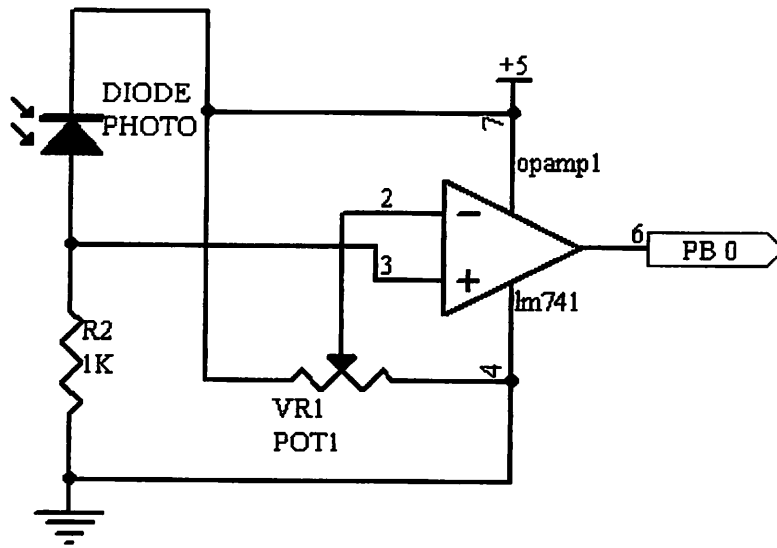 +5
DIODE
PHOTO
7
opamp1
2
6
PB 0
3
lm741
R2
1K
4
VR1
POT1